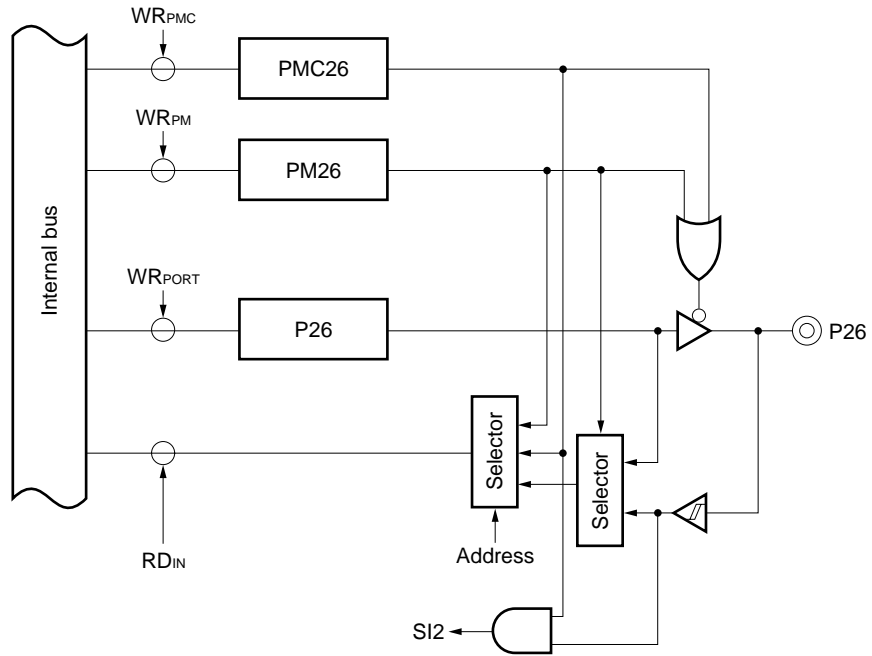 WRPMC
PMC26
WRPM
PM26
Internal bus
WRPORT
P26
P26
Selector
Selector
RDIN
Address
SI2